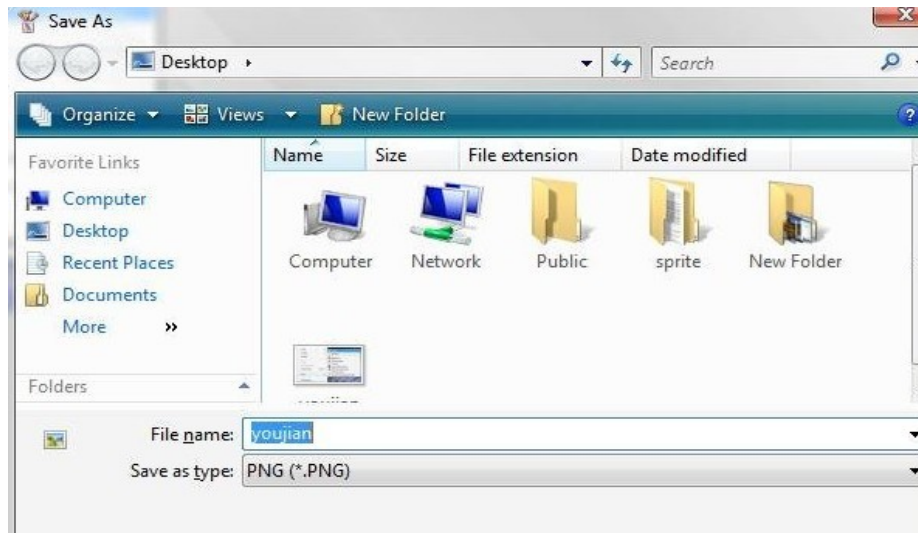 Save As
Desktop
Search
Organize Views New Folder
Favorite Links
Name Size File extension Date modified
Computer
Desktop
Recent Places
Documents
More »
Folders
Computer Network Public sprite New Folder
File name: youjian
Save as type: PNG (*.PNG)